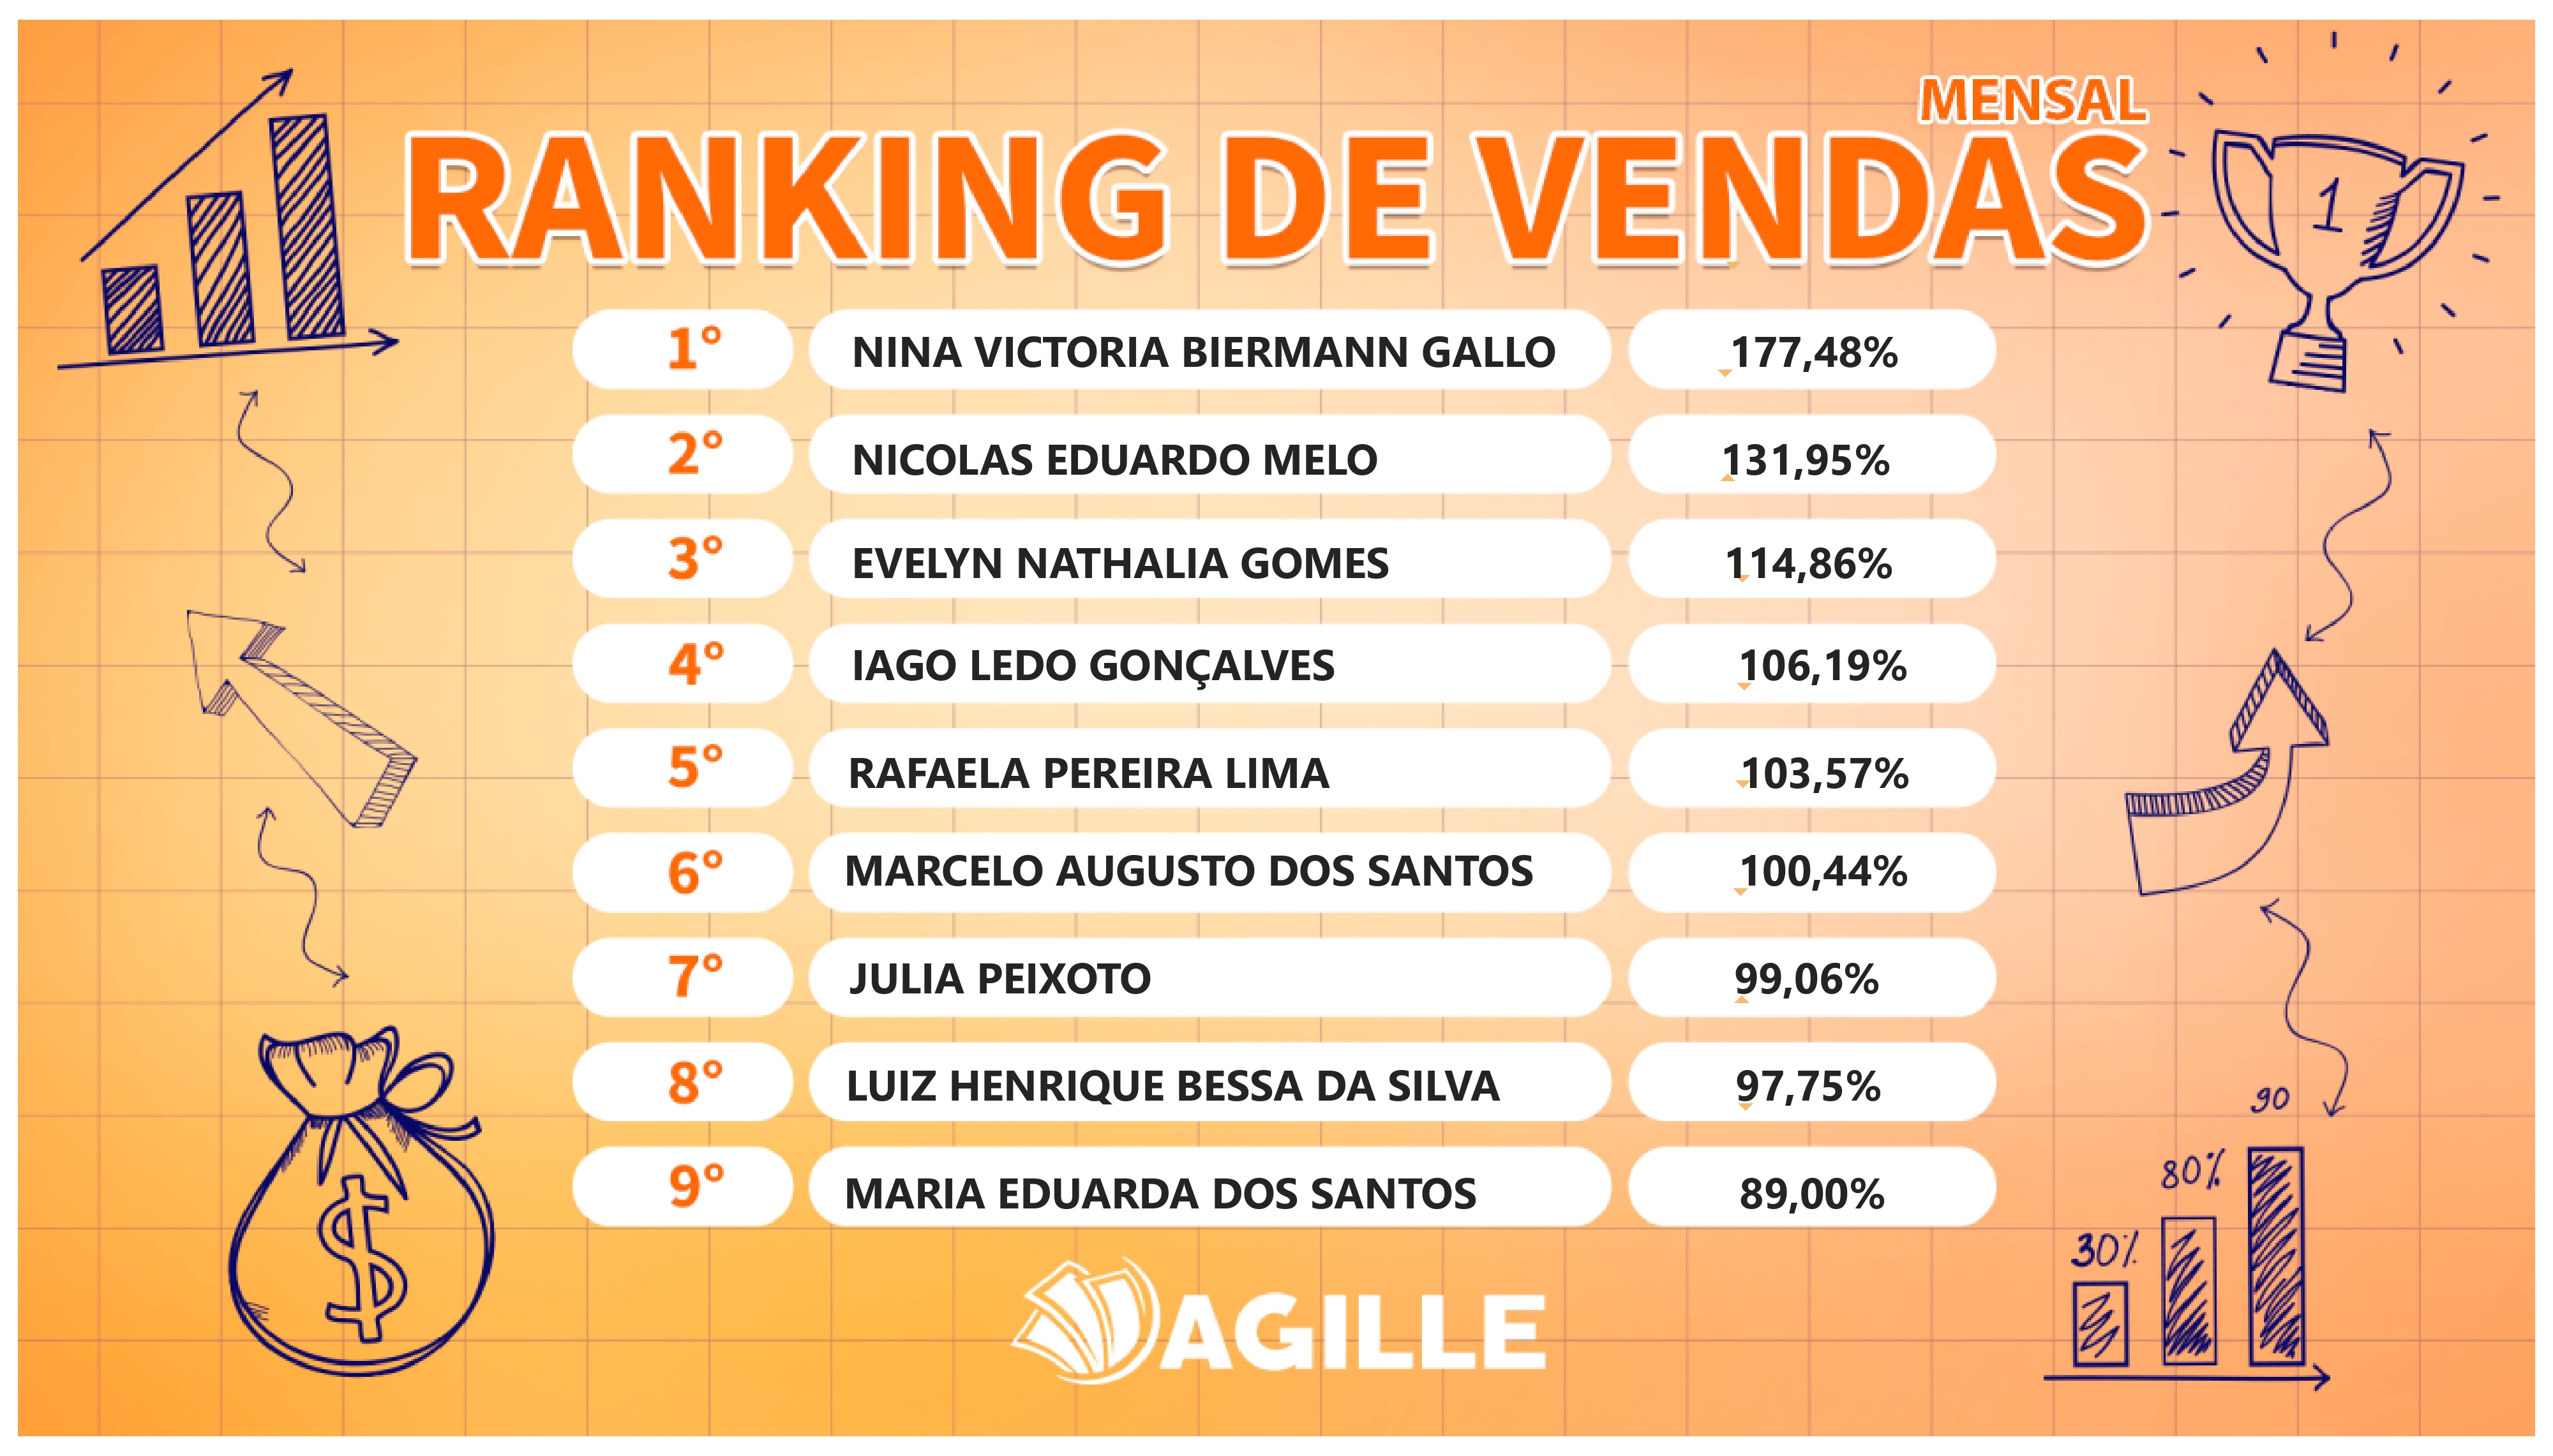 MENSAL
RANKING DE VENDAS
1
1° NINA VICTORIA BIERMANN GALLO 177,48%
2° NICOLAS EDUARDO MELO 131,95%
3° EVELYN NATHALIA GOMES 114,86%
4° IAGO LEDO GONÇALVES 106,19%
5° RAFAELA PEREIRA LIMA 103,57%
6° MARCELO AUGUSTO DOS SANTOS 100,44%
7° JULIA PEIXOTO 99,06%
8° LUIZ HENRIQUE BESSA DA SILVA 97,75%
9° MARIA EDUARDA DOS SANTOS 89,00%
$
30%
80%
90
AGILLE